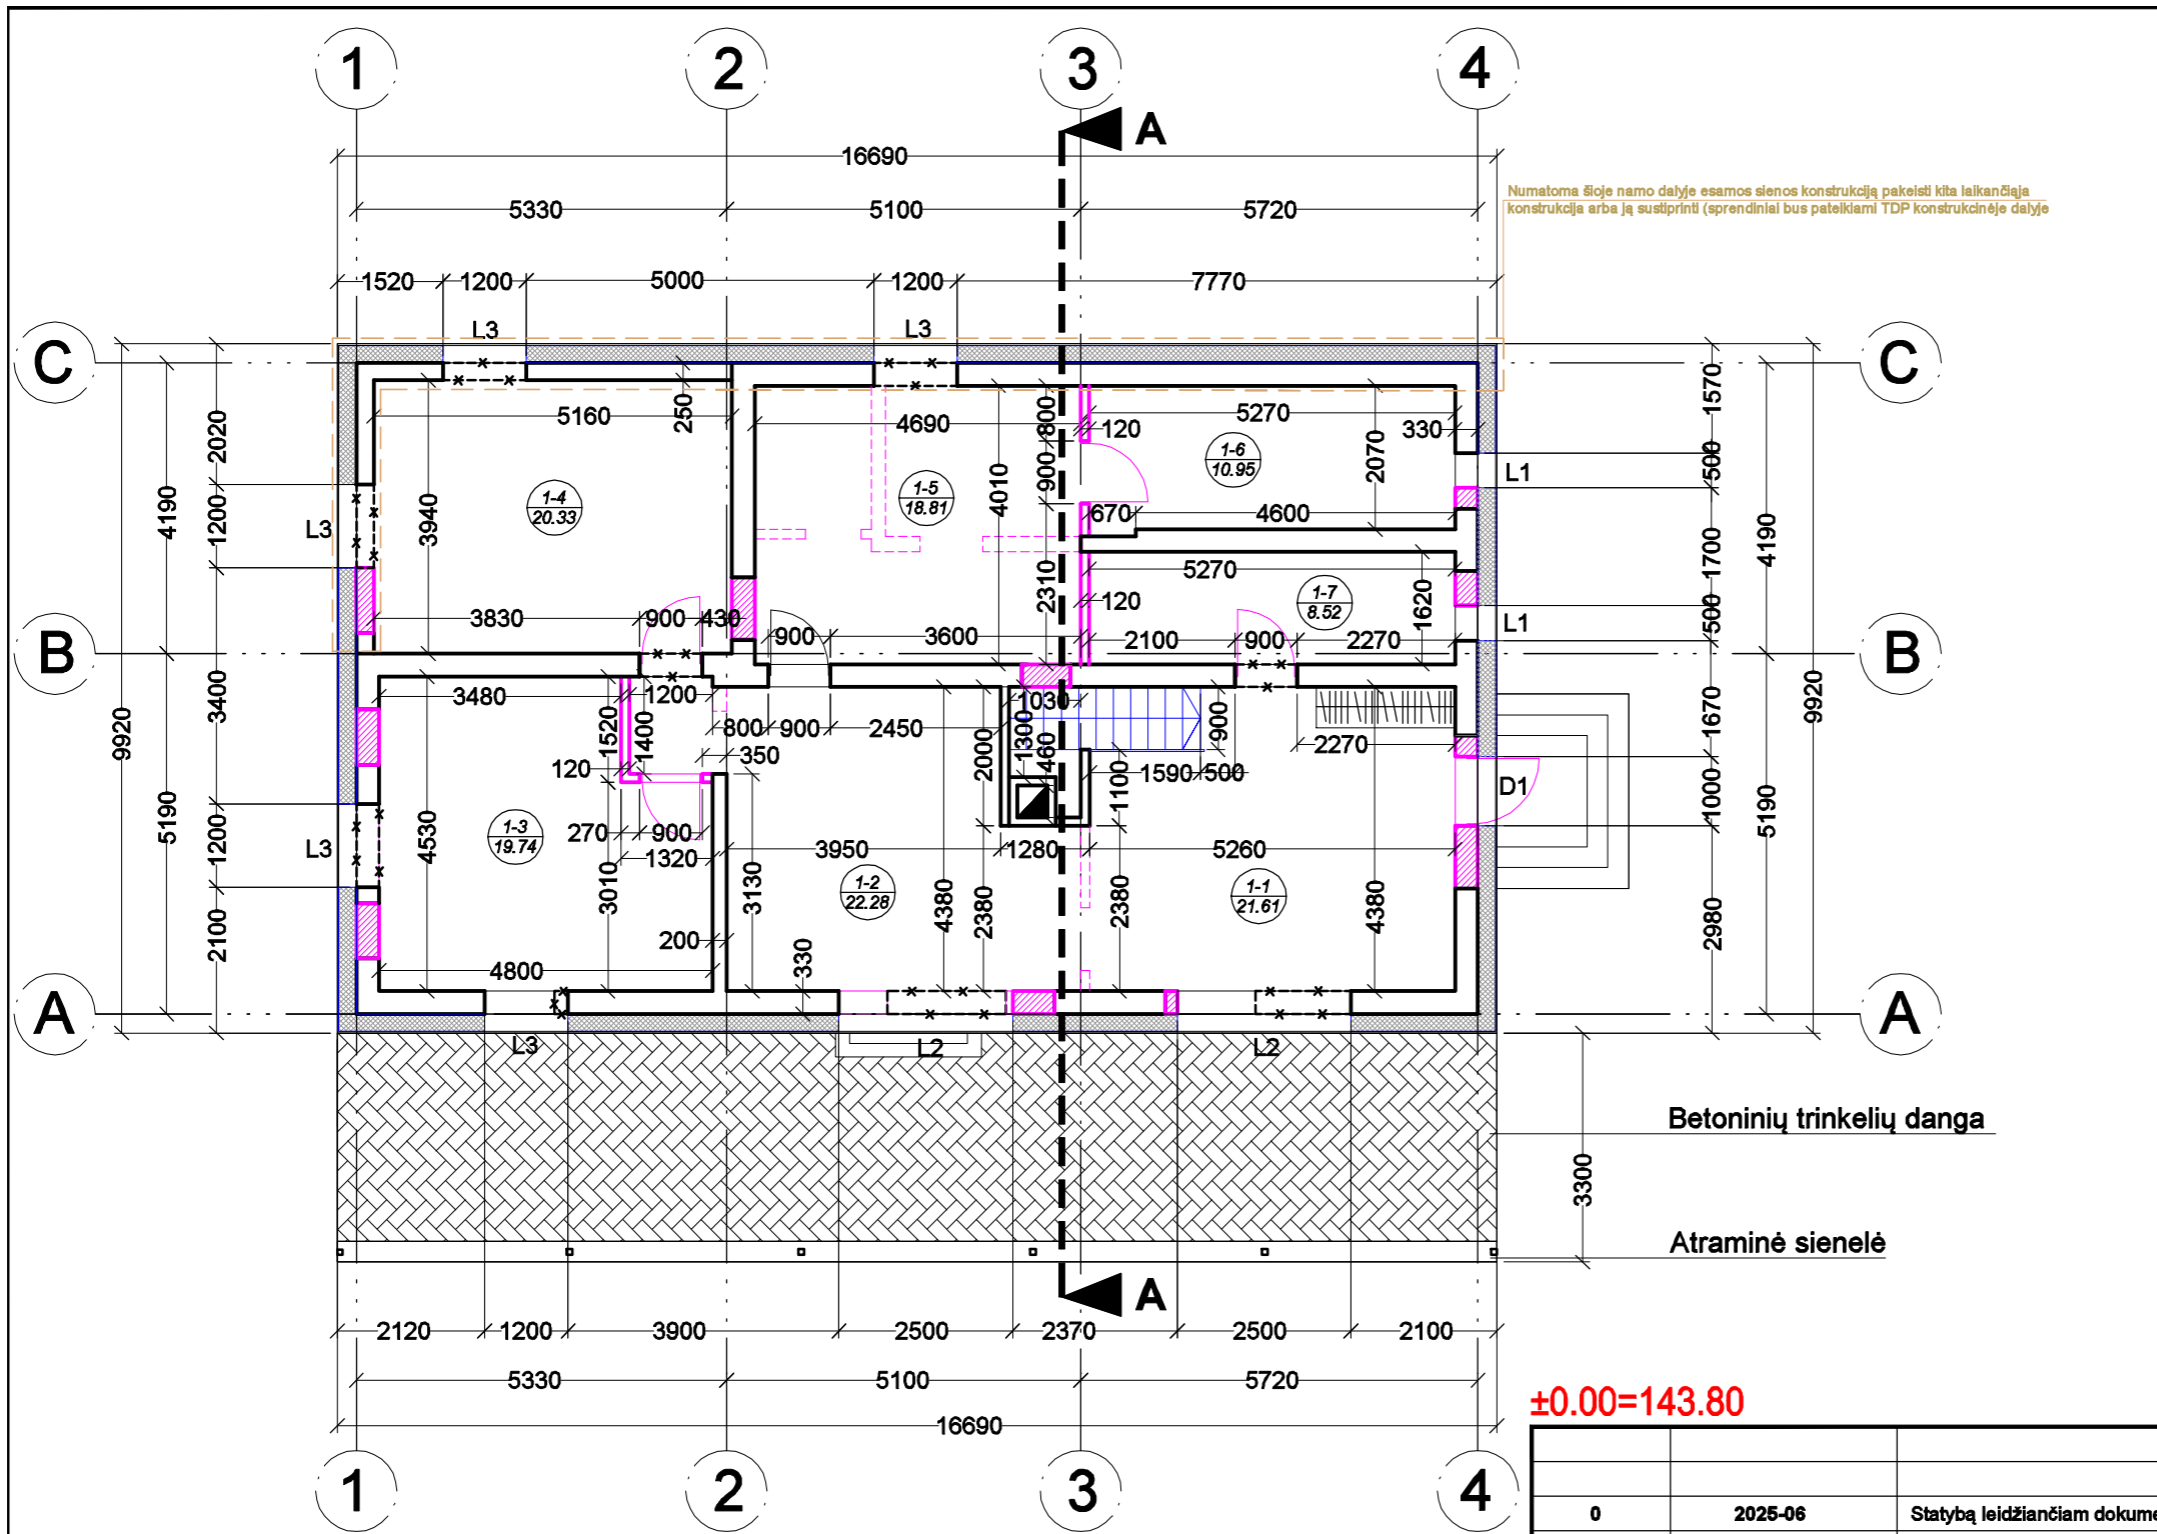 1 2 3 4
A
16690
5330 5100 5720
Numatoma šioje namo dalyje esamos sienos konstrukciją pakeisti kita laikančiąja
konstrukcija arba ją sustiprinti (sprendiniai bus pateikiami TDP konstrukcinėje dalyje
1520 1200 5000 1200 7770
L3 L3
C C
2020 1200 3400 1200 2100
4190 5190
9920
1570 500 1700 500 1670 1000 2980
4190 5190
9920
5160 250 4690 800 5270
120 330
1-6
10.95
2070
L1
1-4
20.33
3940
1-5
18.81
4010 900
670 4600
L3
5270
2310 120
1-7
8.52
1620
3830 900 430 900 3600 2100 900 2270
L1
B B
3480 1200 1030
1520 1400 800 900 2450 2000 1300 900
350 460 2270
120 1590 500
1100
D1
1-3
19.74
4530 270 900
3950 1280 5260
1320
L3
1-2
22.28
1-1
21.61
3010 3130 4380 2380 2380 4380
200 330
4800
A A
L3 L2 L2
Betoninių trinkelių danga
3300
Atraminė sienelė
A
2120 1200 3900 2500 2370 2500 2100
5330 5100 5720
16690
±0.00=143.80
1 2 3 4
0 2025-06 Statybą leidžiančiam